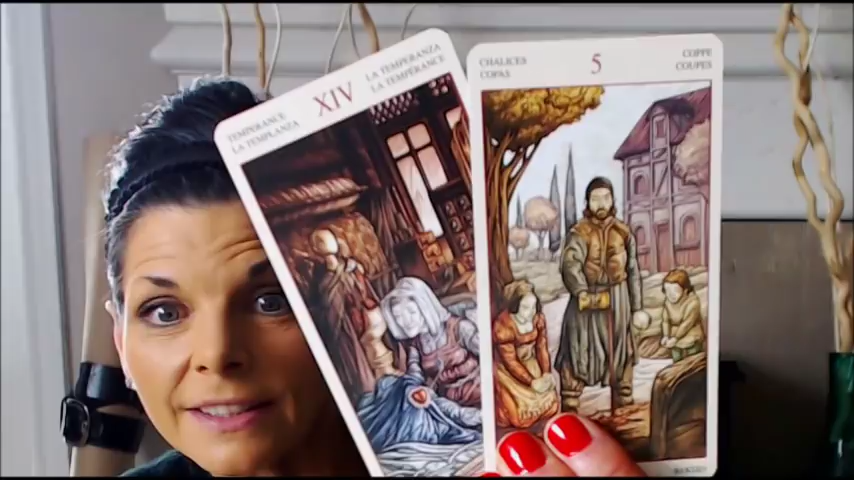 TEMPERANCE
LA TEMPLANZA
XIV
LA TEMPERANZA
LA TEMPÉRANCE
CHALICES
COPAS
5
COPPE
COUPES